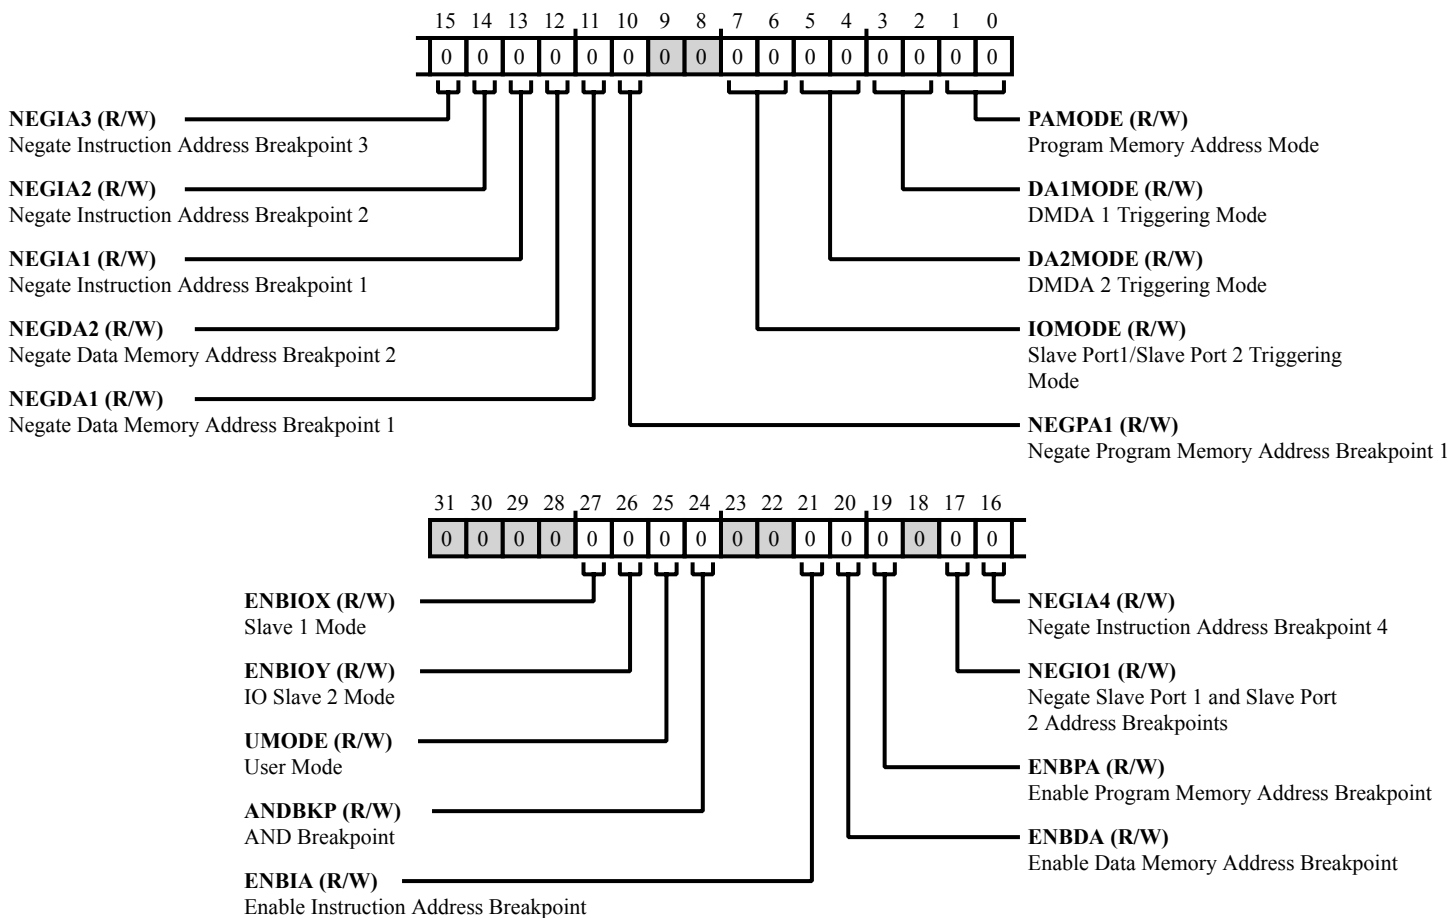 15 14 13 12 11 10 9 8 7 6 5 4 3 2 1 0
0 0 0 0 0 0 0 0 0 0 0 0 0 0 0 0
NEGIA3 (R/W)
Negate Instruction Address Breakpoint 3
NEGIA2 (R/W)
Negate Instruction Address Breakpoint 2
NEGIA1 (R/W)
Negate Instruction Address Breakpoint 1
NEGDA2 (R/W)
Negate Data Memory Address Breakpoint 2
NEGDA1 (R/W)
Negate Data Memory Address Breakpoint 1
PAMODE (R/W)
Program Memory Address Mode
DA1MODE (R/W)
DMDA 1 Triggering Mode
DA2MODE (R/W)
DMDA 2 Triggering Mode
IOMODE (R/W)
Slave Port1/Slave Port 2 Triggering
Mode
NEGPA1 (R/W)
Negate Program Memory Address Breakpoint 1
31 30 29 28 27 26 25 24 23 22 21 20 19 18 17 16
0 0 0 0 0 0 0 0 0 0 0 0 0 0 0 0
ENBIOX (R/W)
Slave 1 Mode
ENBIOY (R/W)
IO Slave 2 Mode
UMODE (R/W)
User Mode
ANDBKP (R/W)
AND Breakpoint
ENBIA (R/W)
Enable Instruction Address Breakpoint
NEGIA4 (R/W)
Negate Instruction Address Breakpoint 4
NEGIO1 (R/W)
Negate Slave Port 1 and Slave Port
2 Address Breakpoints
ENBPA (R/W)
Enable Program Memory Address Breakpoint
ENBDA (R/W)
Enable Data Memory Address Breakpoint